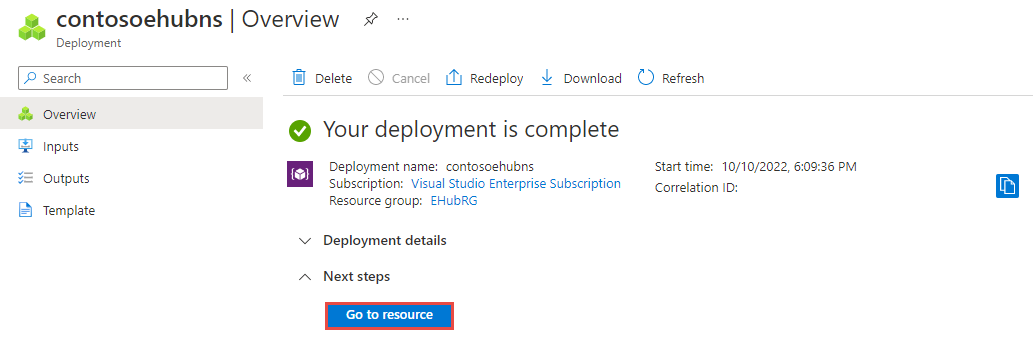 contosoehubns | Overview
Deployment
Search
Overview
Inputs
Outputs
Template
Delete Cancel Redeploy Download Refresh
Your deployment is complete
Deployment name: contosoehubns Start time: 10/10/2022, 6:09:36 PM
Subscription: Visual Studio Enterprise Subscription Correlation ID:
Resource group: EHubRG
Deployment details
Next steps
Go to resource